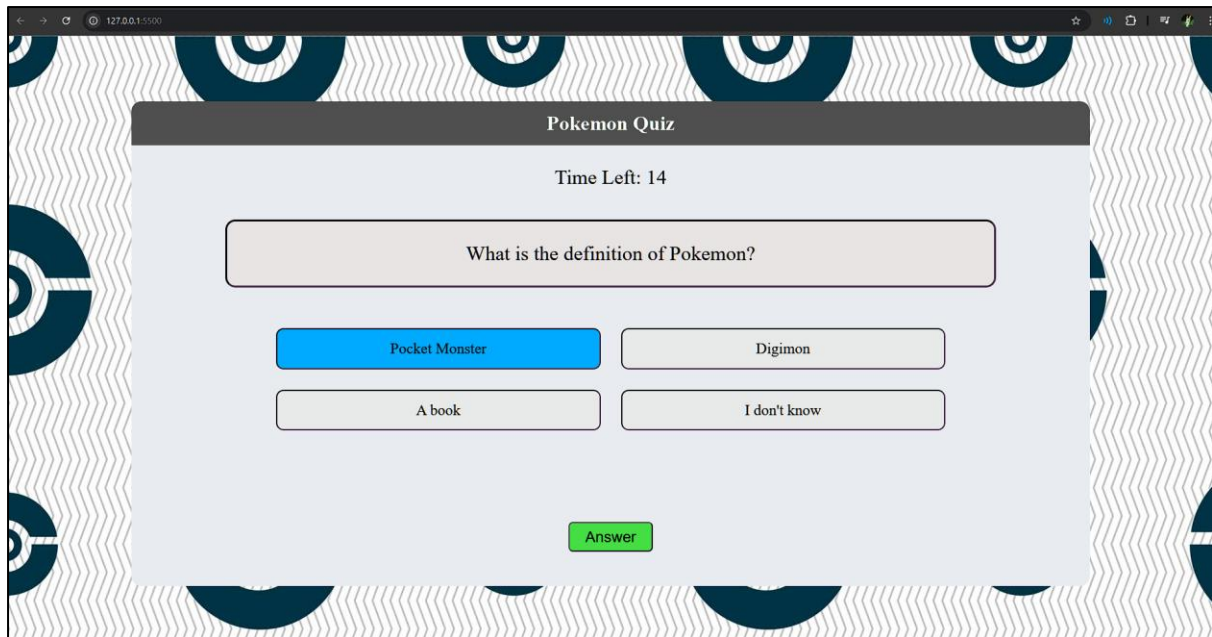 127.0.0.1:5500
Pokemon Quiz
Time Left: 14
What is the definition of Pokemon?
Pocket Monster
Digimon
A book
I don't know
Answer